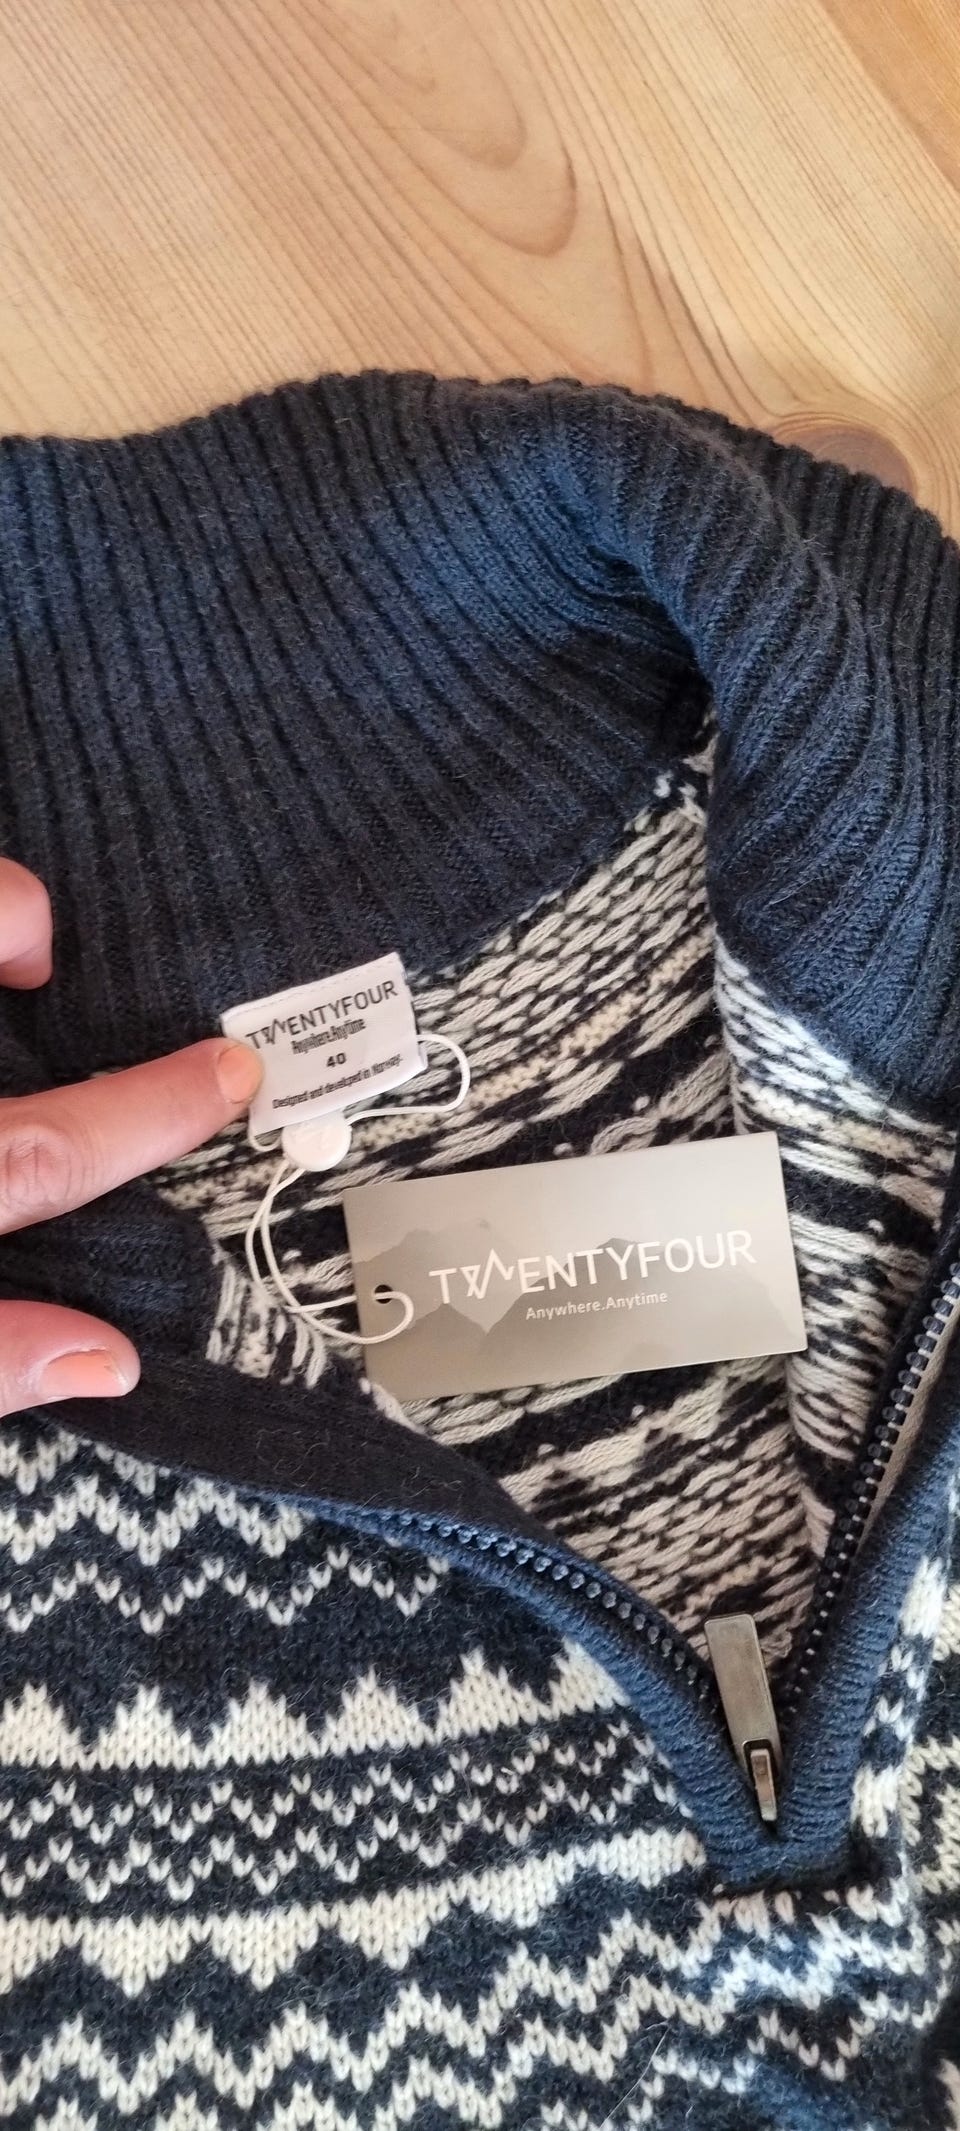 TWENTYFOUR
Anywhere.Anytime
40
Designed and developed in Norway
TWENTYFOUR
Anywhere.Anytime